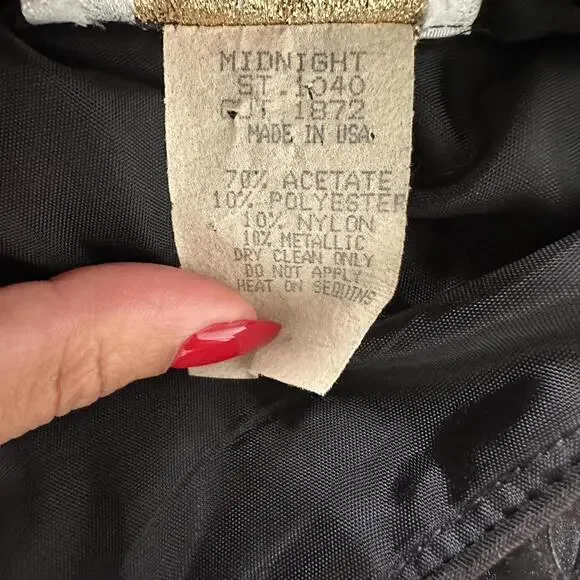 MIDNIGHT
ST. 1040
CUT 1872
MADE IN USA
70% ACETATE
10% POLYESTER
10% NYLON
10% METALLIC
DRY CLEAN ONLY
DO NOT APPLY
HEAT ON SEQUINS